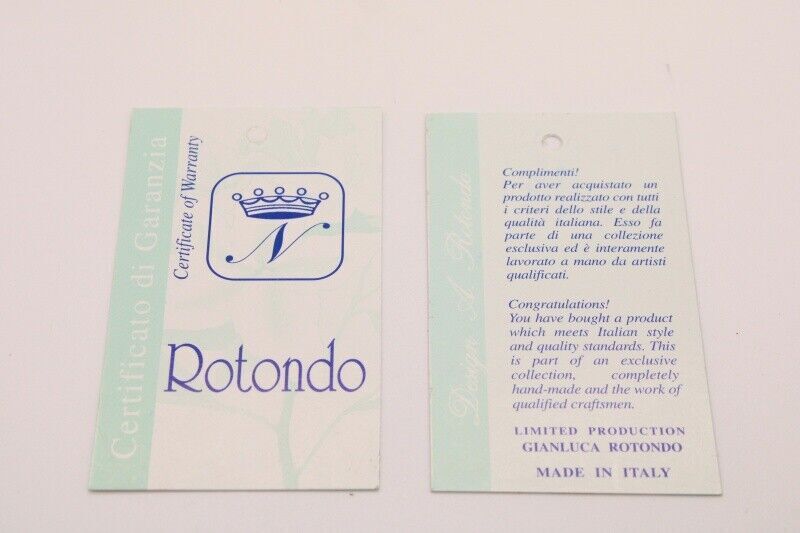 Certificato di Garanzia
Certificate of Warranty
N
Rotondo
Design A. Rotondo
Complimenti!
Per aver acquistato un
prodotto realizzato con tutti
i criteri dello stile e della
qualità italiana. Esso fa
parte di una collezione
esclusiva ed è interamente
lavorato a mano da artisti
qualificati.
Congratulations!
You have bought a product
which meets Italian style
and quality standards. This
is part of an exclusive
collection, completely
hand-made and the work of
qualified craftsmen.
LIMITED PRODUCTION
GIANLUCA ROTONDO
MADE IN ITALY